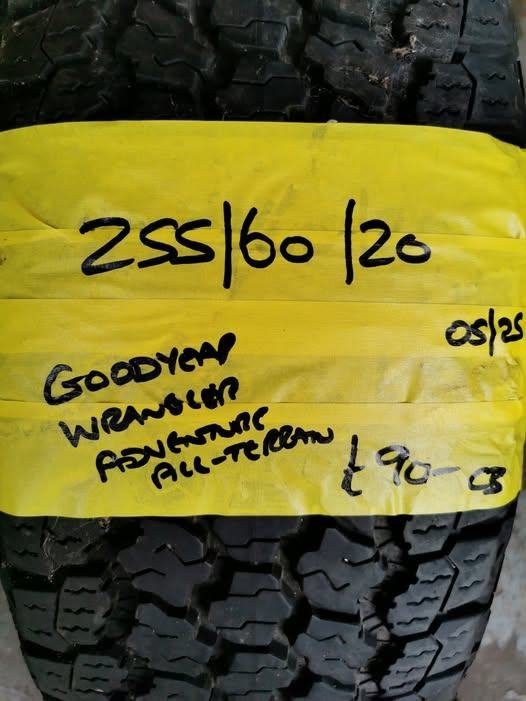 255/60/20
05/25
GOODYEAR
WRANGLER
ADVENTURE
ALL-TERRAIN
£90-